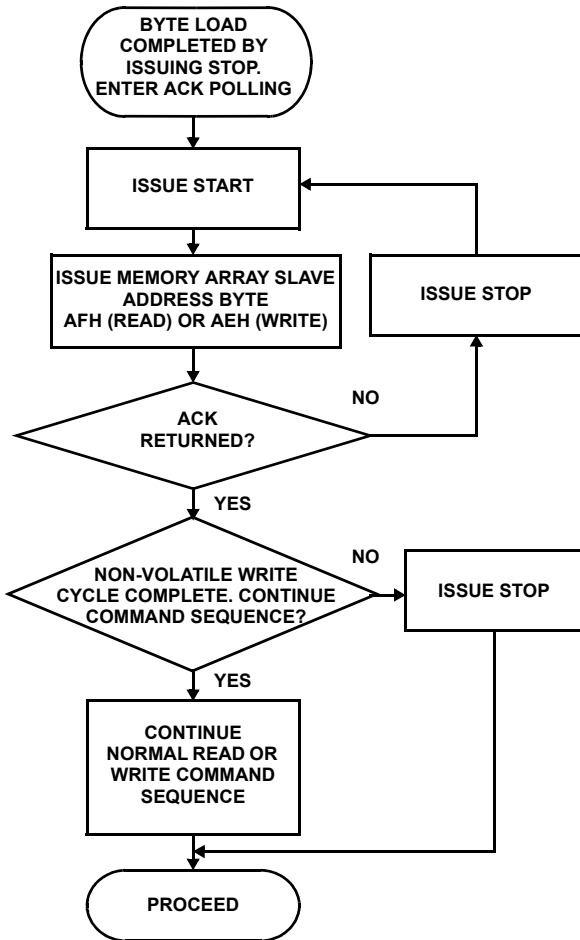 BYTE LOAD
COMPLETED BY
ISSUING STOP.
ENTER ACK POLLING
ISSUE START
ISSUE MEMORY ARRAY SLAVE
ADDRESS BYTE
AFH (READ) OR AEH (WRITE)
ISSUE STOP
NO
ACK
RETURNED?
YES
NO
NON-VOLATILE WRITE
CYCLE COMPLETE. CONTINUE
COMMAND SEQUENCE?
ISSUE STOP
YES
CONTINUE
NORMAL READ OR
WRITE COMMAND
SEQUENCE
PROCEED